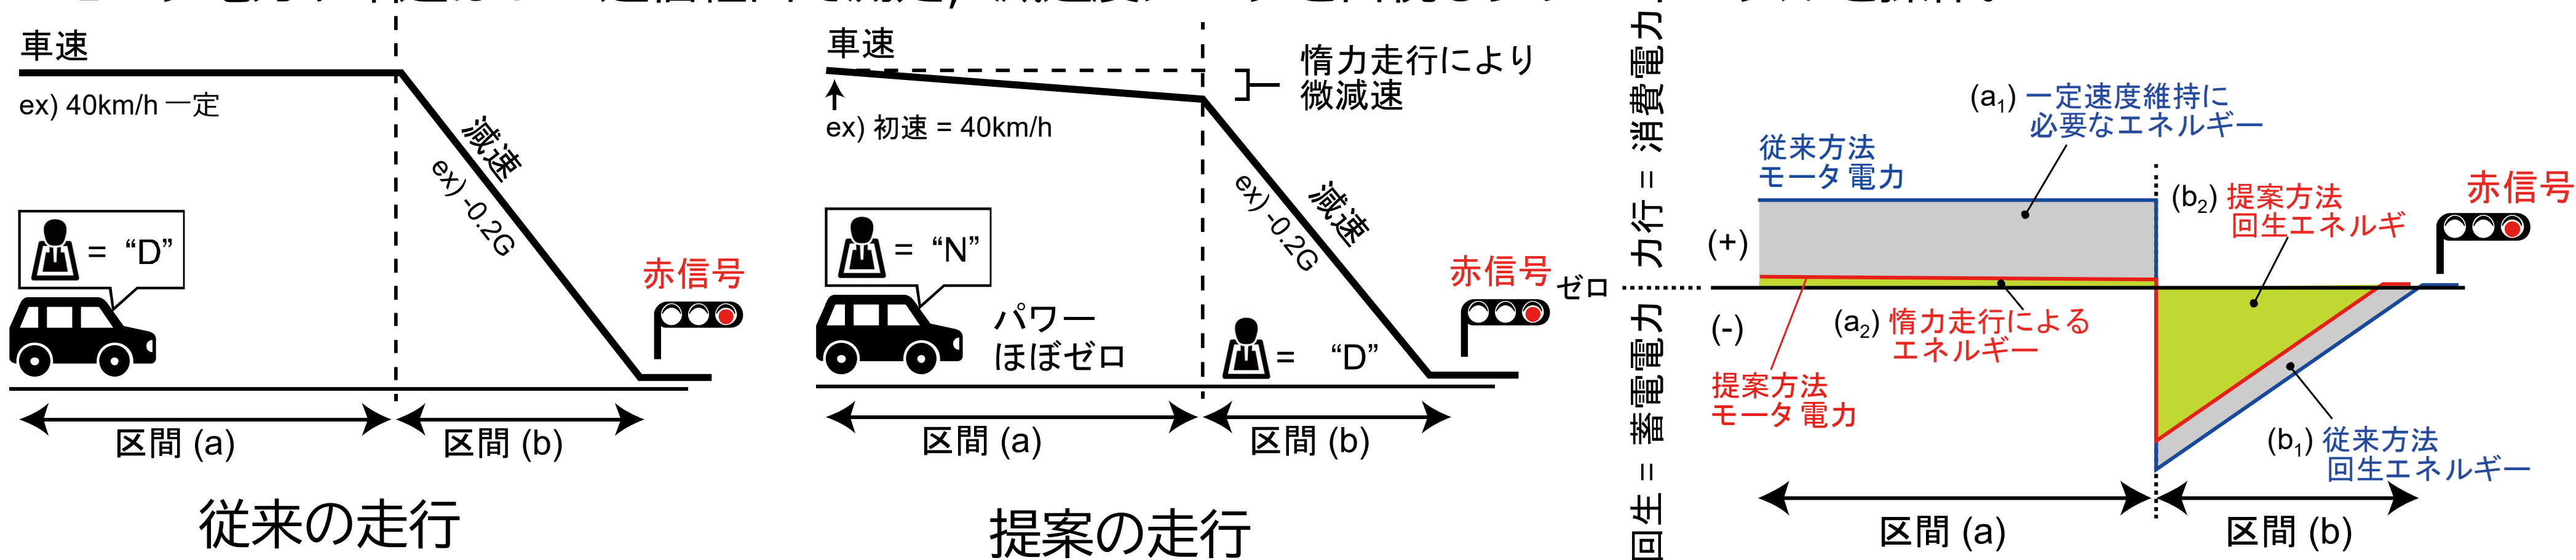 車速
ex) 40km/h 一定
減速
ex) -0.2G
= “D”
赤信号
区間 (a)
区間 (b)
従来の走行
車速
惰力走行により
微減速
ex) 初速 = 40km/h
減速
ex) -0.2G
= “N”
パワー
ほぼゼロ
= “D”
赤信号
区間 (a)
区間 (b)
提案の走行
回生 = 蓄電電力 力行 = 消費電力
(+)
ゼロ
(-)
従来方法
モータ電力
(a1) 一定速度維持に
必要なエネルギー
(b2) 提案方法
回生エネルギ
赤信号
(a2) 惰力走行による
エネルギー
提案方法
モータ電力
(b1) 従来方法
回生エネルギー
区間 (a)
区間 (b)